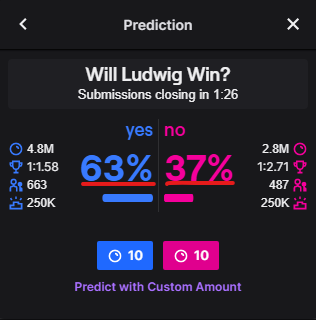 Prediction
Will Ludwig Win?
Submissions closing in 1:26
yes no
4.8M
1:1.58
663
250K
63%
37%
2.8M
1:2.71
487
250K
10
10
Predict with Custom Amount